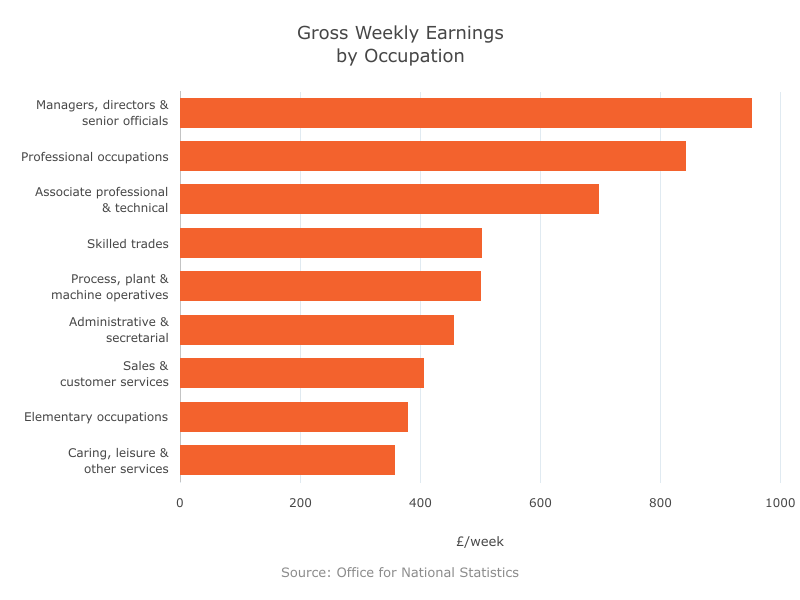 Gross Weekly Earnings
by Occupation
Managers, directors &
senior officials
Professional occupations
Associate professional
& technical
Skilled trades
Process, plant &
machine operatives
Administrative &
secretarial
Sales &
customer services
Elementary occupations
Caring, leisure &
other services
0 200 400 600 800 1000
£/week
Source: Office for National Statistics